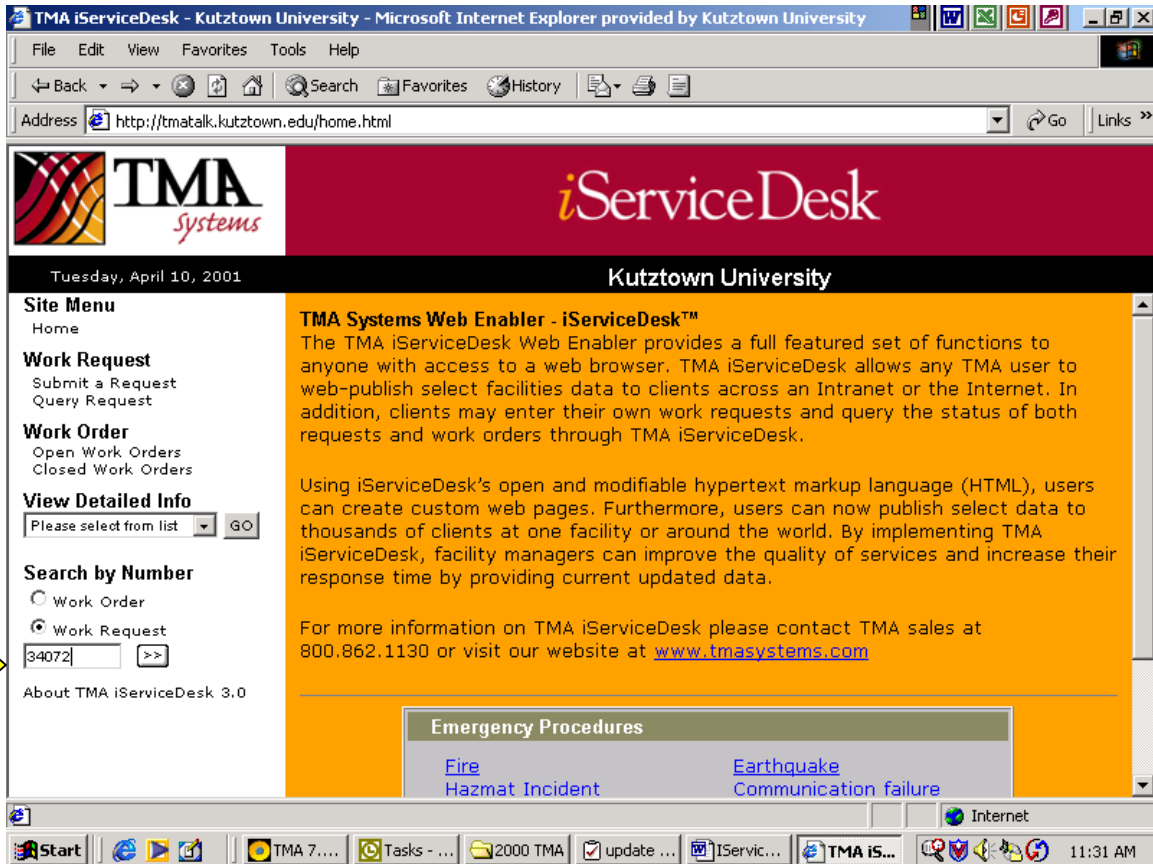 TMA iServiceDesk - Kutztown University - Microsoft Internet Explorer provided by Kutztown University
File Edit View Favorites Tools Help
Back Search Favorites History
Address http://tmatalk.kutztown.edu/home.html Go Links »
TMA
Systems
iServiceDesk
Tuesday, April 10, 2001
Kutztown University
Site Menu
Home
Work Request
Submit a Request
Query Request
Work Order
Open Work Orders
Closed Work Orders
View Detailed Info
Please select from list GO
Search by Number
Work Order
Work Request
34072 >>
About TMA iServiceDesk 3.0
TMA Systems Web Enabler - iServiceDesk™
The TMA iServiceDesk Web Enabler provides a full featured set of functions to
anyone with access to a web browser. TMA iServiceDesk allows any TMA user to
web-publish select facilities data to clients across an Intranet or the Internet. In
addition, clients may enter their own work requests and query the status of both
requests and work orders through TMA iServiceDesk.
Using iServiceDesk's open and modifiable hypertext markup language (HTML), users
can create custom web pages. Furthermore, users can now publish select data to
thousands of clients at one facility or around the world. By implementing TMA
iServiceDesk, facility managers can improve the quality of services and increase their
response time by providing current updated data.
For more information on TMA iServiceDesk please contact TMA sales at
800.862.1130 or visit our website at www.tmasystems.com
Emergency Procedures
Fire Earthquake
Hazmat Incident Communication failure
Internet
Start TMA 7.... Tasks - ... 2000 TMA update ... IServic... TMA iS... 11:31 AM